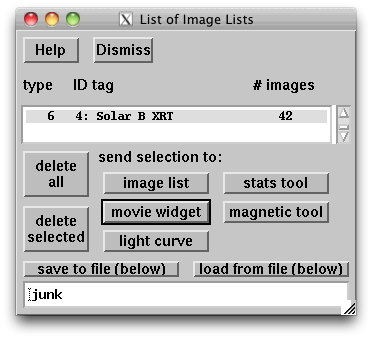 List of Image Lists
Help Dismiss
type ID tag # images
6 4: Solar B XRT 42
send selection to:
delete all
image list stats tool
movie widget magnetic tool
delete selected
light curve
save to file (below) load from file (below)
junk